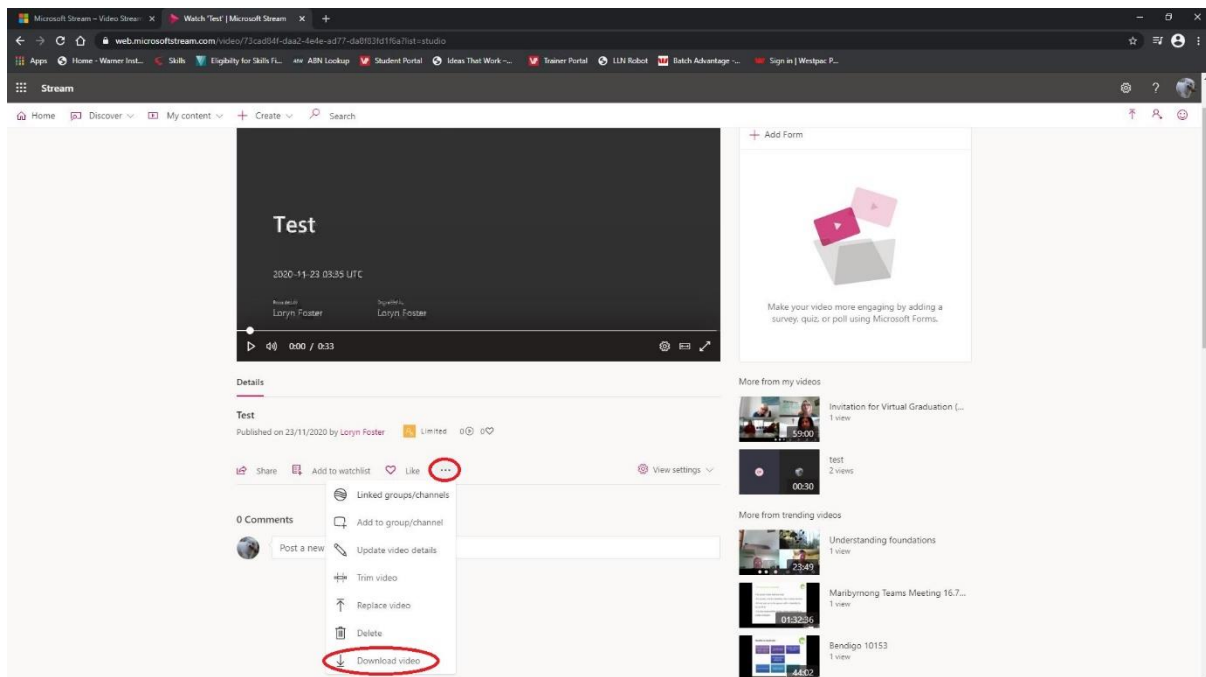 Microsoft Stream – Video Stream
Watch 'Test' | Microsoft Stream
web.microsoftstream.com/video/73cad84f-daa2-4e4e-ad77-da8f83fd1f6a?list=studio
Apps
Home - Warner Inst...
Skills
Eligibilty for Skills Fi...
ABN Lookup
Student Portal
Ideas That Work -...
Trainer Portal
LLN Robot
Batch Advantage -...
Sign in | Westpac P...
Stream
Home
Discover
My content
Create
Search
Add Form
Test
2020-11-23 03:35 UTC
Loryn Foster
Loryn Foster
0:00 / 0:33
Make your video more engaging by adding a
survey, quiz, or poll using Microsoft Forms.
Details
Test
Published on 23/11/2020 by Loryn Foster
Limited
0
0
Share
Add to watchlist
Like
...
View settings
Linked groups/channels
Add to group/channel
Update video details
Trim video
Replace video
Delete
Download video
0 Comments
Post a new
More from my videos
Invitation for Virtual Graduation (...
1 view
59:00
test
2 views
00:30
More from trending videos
Understanding foundations
1 view
23:49
Maribyrnong Teams Meeting 16.7...
1 view
01:32:36
Bendigo 10153
1 view
44:02